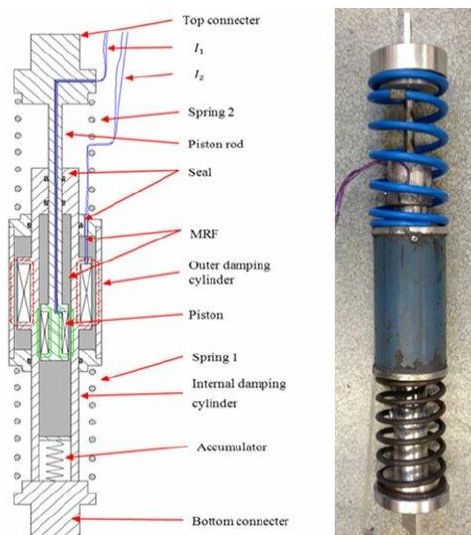 Top connecter
I₁
I₂
Spring 2
Piston rod
Seal
MRF
Outer damping
cylinder
Piston
Spring 1
Internal damping
cylinder
Accumulator
Bottom connecter